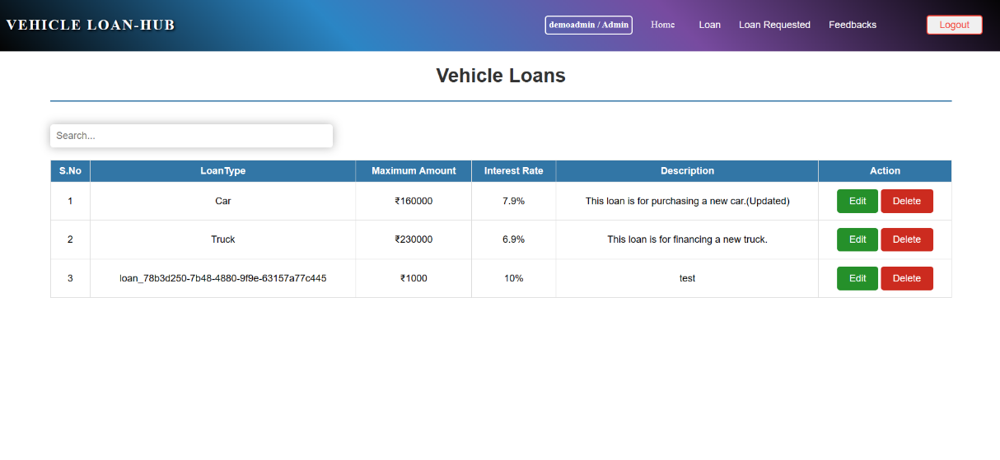 VEHICLE LOAN-HUB demoadmin / Admin Home Loan Loan Requested Feedbacks Logout
Vehicle Loans
Search...
S.No LoanType Maximum Amount Interest Rate Description Action
1 Car ₹160000 7.9% This loan is for purchasing a new car.(Updated) Edit Delete
2 Truck ₹230000 6.9% This loan is for financing a new truck. Edit Delete
3 loan_78b3d250-7b48-4880-9f9e-63157a77c445 ₹1000 10% test Edit Delete